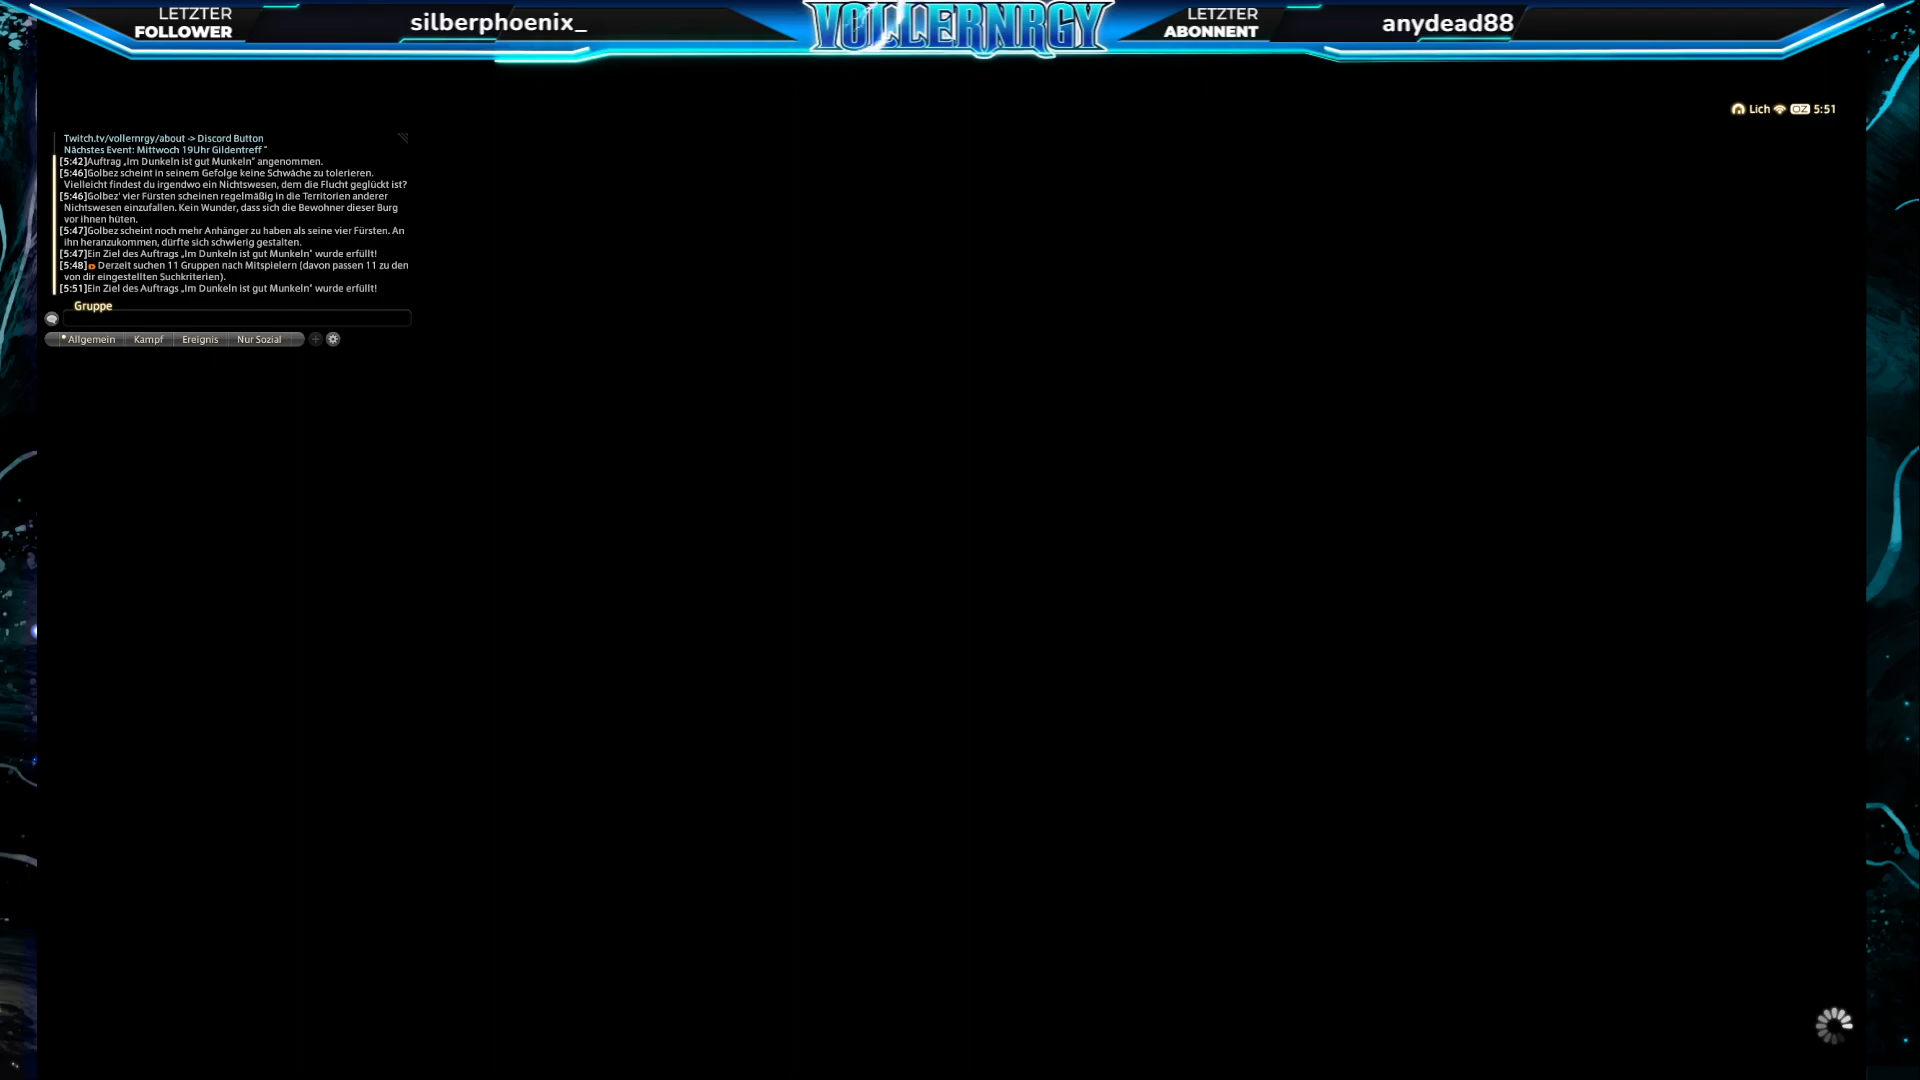 LETZTER
FOLLOWER
silberphoenix_
VOLLERNRGY
LETZTER
ABONNENT
anydead88
Lich OZ 5:51
Twitch.tv/vollernrgy/about -> Discord Button
Nächstes Event: Mittwoch 19Uhr Gildentreff "
[5:42]Auftrag „Im Dunkeln ist gut Munkeln“ angenommen.
[5:46]Golbez scheint in seinem Gefolge keine Schwäche zu tolerieren.
Vielleicht findest du irgendwo ein Nichtswesen, dem die Flucht geglückt ist?
[5:46]Golbez' vier Fürsten scheinen regelmäßig in die Territorien anderer
Nichtswesen einzufallen. Kein Wunder, dass sich die Bewohner dieser Burg
vor ihnen hüten.
[5:47]Golbez scheint noch mehr Anhänger zu haben als seine vier Fürsten. An
ihn heranzukommen, dürfte sich schwierig gestalten.
[5:47]Ein Ziel des Auftrags „Im Dunkeln ist gut Munkeln“ wurde erfüllt!
[5:48] Derzeit suchen 11 Gruppen nach Mitspielern (davon passen 11 zu den
von dir eingestellten Suchkriterien).
[5:51]Ein Ziel des Auftrags „Im Dunkeln ist gut Munkeln“ wurde erfüllt!
Gruppe
Allgemein Kampf Ereignis Nur Sozial